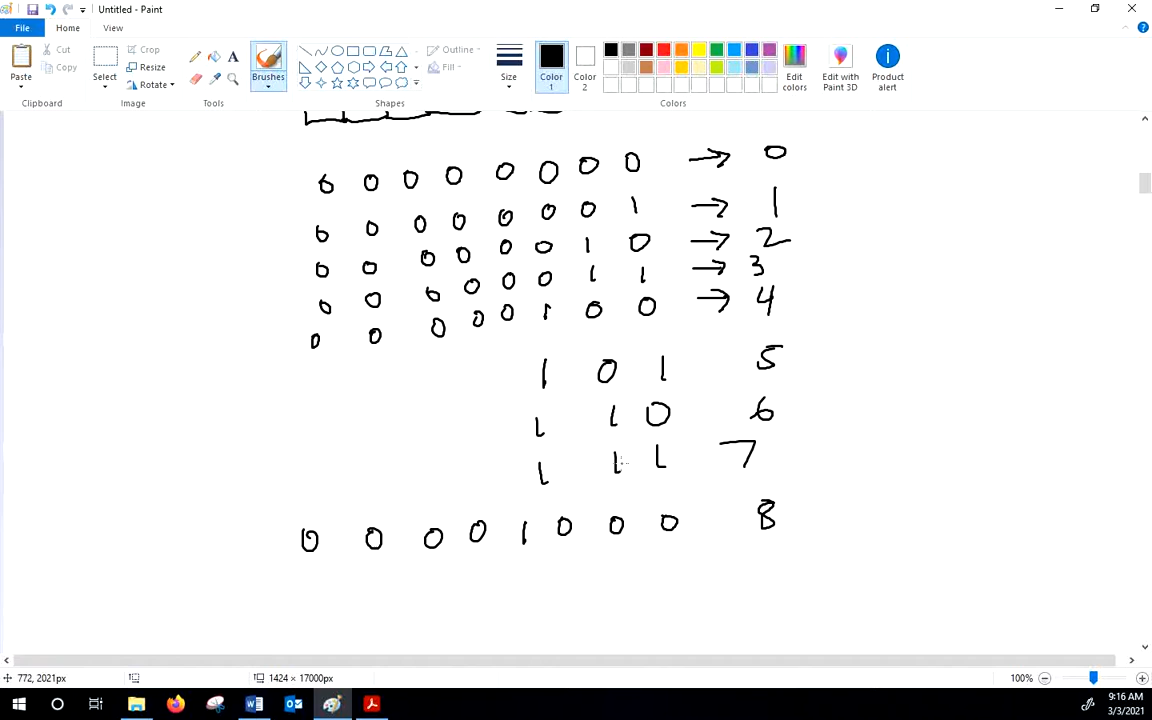 Untitled - Paint
File Home View
Paste
Cut
Copy
Clipboard
Select
Crop
Resize
Rotate
Image
Tools
Brushes
Shapes
Outline
Fill
Size
Color 1
Color 2
Colors
Edit colors
Edit with Paint 3D
Product alert
0 0 0 0 0 0 0 0 → 0
0 0 0 0 0 0 0 1 → 1
0 0 0 0 0 0 1 0 → 2
0 0 0 0 0 0 1 1 → 3
0 0 0 0 0 1 0 0 → 4
1 0 1 5
1 1 0 6
1 1 1 7
0 0 0 0 1 0 0 0 8
772, 2021px
1424 × 17000px
100%
9:16 AM
3/3/2021